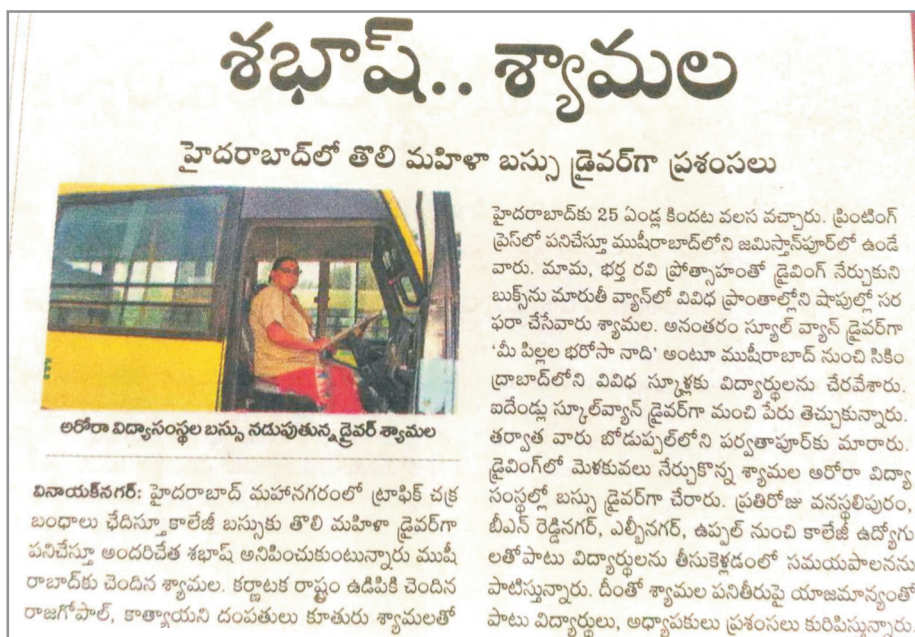 శభాష్.. శ్యామల
హైదరాబాద్‌లో తొలి మహిళా బస్సు డ్రైవర్‌గా ప్రశంసలు
అరోరా విద్యాసంస్థల బస్సు నడుపుతున్న డ్రైవర్ శ్యామల
వినాయక్‌నగర్: హైదరాబాద్ మహానగరంలో ట్రాఫిక్ చక్ర
బంధాలు ఛేదిస్తూ కాలేజీ బస్సుకు తొలి మహిళా డ్రైవర్‌గా
పనిచేస్తూ అందరిచేత శభాష్ అనిపించుకుంటున్నారు ముషీ
రాబాద్‌కు చెందిన శ్యామల. కర్ణాటక రాష్ట్రం ఉడిపికి చెందిన
రాజగోపాల్, కాత్యాయని దంపతులు కూతురు శ్యామలతో
హైదరాబాద్‌కు 25 ఏండ్ల కిందట వలస వచ్చారు. ప్రింటింగ్
ప్రెస్‌లో పనిచేస్తూ ముషీరాబాద్‌లోని జమిస్తాన్‌పూర్‌లో ఉండే
వారు. మామ, భర్త రవి ప్రోత్సాహంతో డ్రైవింగ్ నేర్చుకుని
బుక్స్‌ను మారుతీ వ్యాన్‌లో వివిధ ప్రాంతాల్లోని షాపుల్లో సర
ఫరా చేసేవారు శ్యామల. అనంతరం స్కూల్ వ్యాన్ డ్రైవర్‌గా
'మీ పిల్లల భరోసా నాది' అంటూ ముషీరాబాద్ నుంచి సికిం
ద్రాబాద్‌లోని వివిధ స్కూళ్లకు విద్యార్థులను చేరవేశారు.
ఐదేండ్లు స్కూల్‌వ్యాన్ డ్రైవర్‌గా మంచి పేరు తెచ్చుకున్నారు.
తర్వాత వారు బోడుప్పల్‌లోని పర్వతాపూర్‌కు మారారు.
డ్రైవింగ్‌లో మెళకువలు నేర్చుకొన్న శ్యామల అరోరా విద్యా
సంస్థల్లో బస్సు డ్రైవర్‌గా చేరారు. ప్రతిరోజు వనస్థలిపురం,
బీఎన్ రెడ్డినగర్, ఎల్బీనగర్, ఉప్పల్ నుంచి కాలేజీ ఉద్యోగు
లతోపాటు విద్యార్థులను తీసుకెళ్లడంలో సమయపాలనను
పాటిస్తున్నారు. దీంతో శ్యామల పనితీరుపై యాజమాన్యంతో
పాటు విద్యార్థులు, అధ్యాపకులు ప్రశంసలు కురిపిస్తున్నారు.